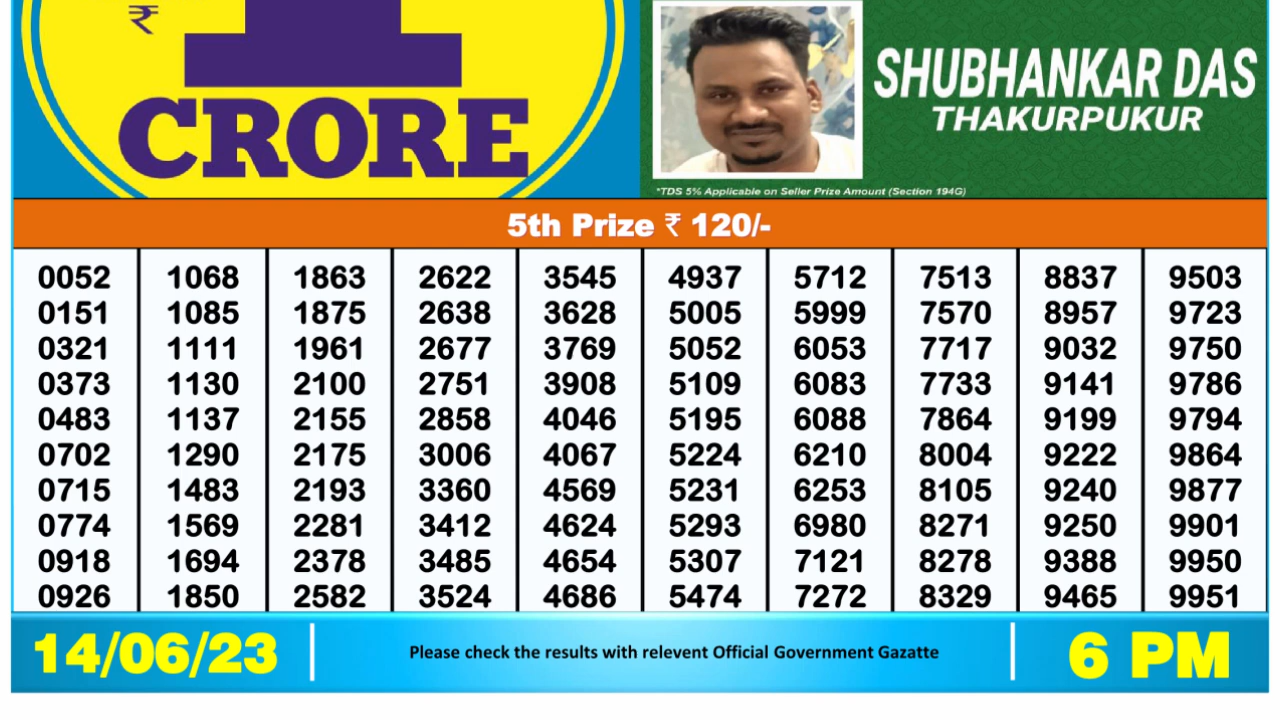 ₹
1
CRORE
SHUBHANKAR DAS
THAKURPUKUR
*TDS 5% Applicable on Seller Prize Amount (Section 194G)
5th Prize ₹ 120/-
0052 1068 1863 2622 3545 4937 5712 7513 8837 9503
0151 1085 1875 2638 3628 5005 5999 7570 8957 9723
0321 1111 1961 2677 3769 5052 6053 7717 9032 9750
0373 1130 2100 2751 3908 5109 6083 7733 9141 9786
0483 1137 2155 2858 4046 5195 6088 7864 9199 9794
0702 1290 2175 3006 4067 5224 6210 8004 9222 9864
0715 1483 2193 3360 4569 5231 6253 8105 9240 9877
0774 1569 2281 3412 4624 5293 6980 8271 9250 9901
0918 1694 2378 3485 4654 5307 7121 8278 9388 9950
0926 1850 2582 3524 4686 5474 7272 8329 9465 9951
14/06/23
Please check the results with relevent Official Government Gazatte
6 PM